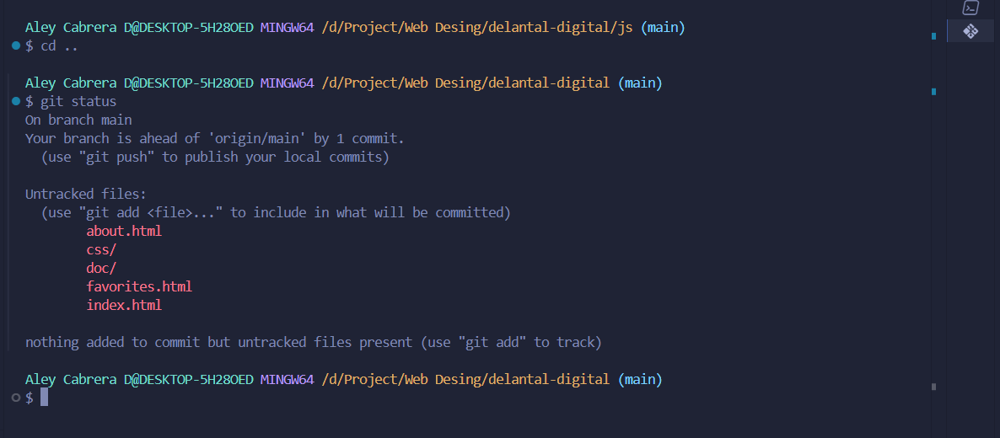 Aley Cabrera D@DESKTOP-5H28OED MINGW64 /d/Project/Web Desing/delantal-digital/js (main)
$ cd ..
Aley Cabrera D@DESKTOP-5H28OED MINGW64 /d/Project/Web Desing/delantal-digital (main)
$ git status
On branch main
Your branch is ahead of 'origin/main' by 1 commit.
  (use "git push" to publish your local commits)
Untracked files:
  (use "git add <file>..." to include in what will be committed)
        about.html
        css/
        doc/
        favorites.html
        index.html
nothing added to commit but untracked files present (use "git add" to track)
Aley Cabrera D@DESKTOP-5H28OED MINGW64 /d/Project/Web Desing/delantal-digital (main)
$